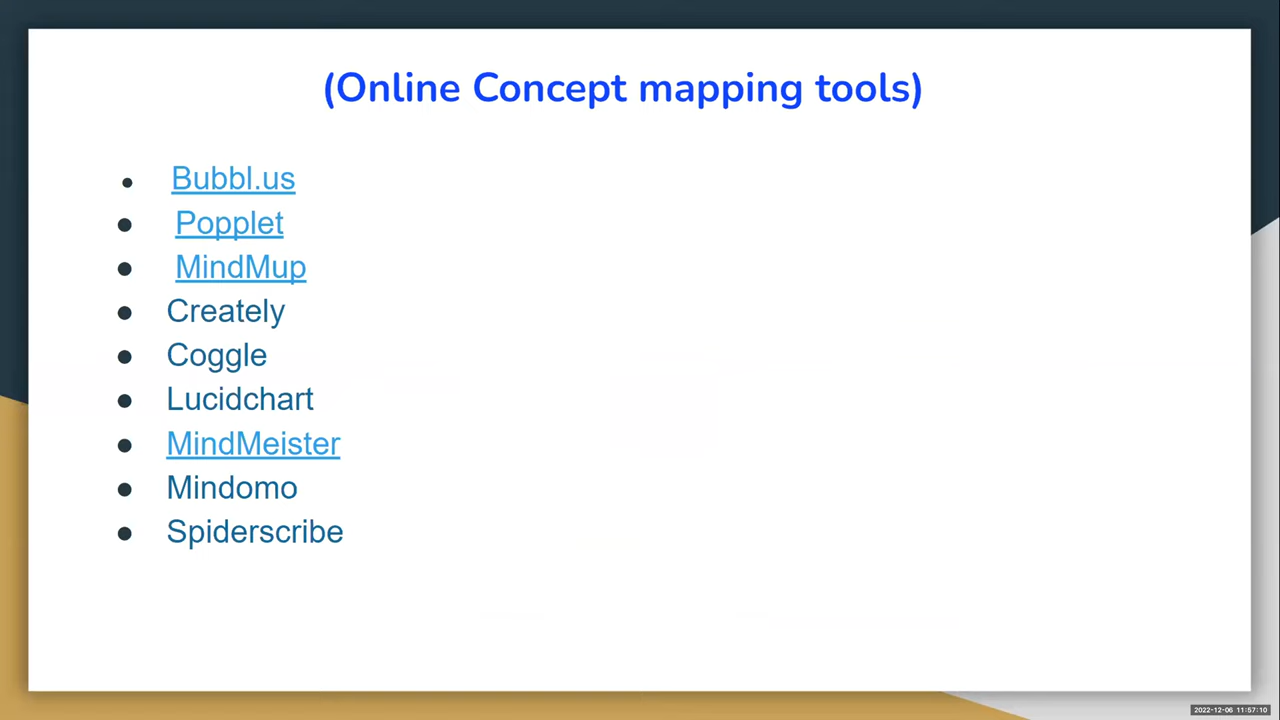 (Online Concept mapping tools)
● Bubbl.us
● Popplet
● MindMup
● Creately
● Coggle
● Lucidchart
● MindMeister
● Mindomo
● Spiderscribe
2022-12-06 11:57:10